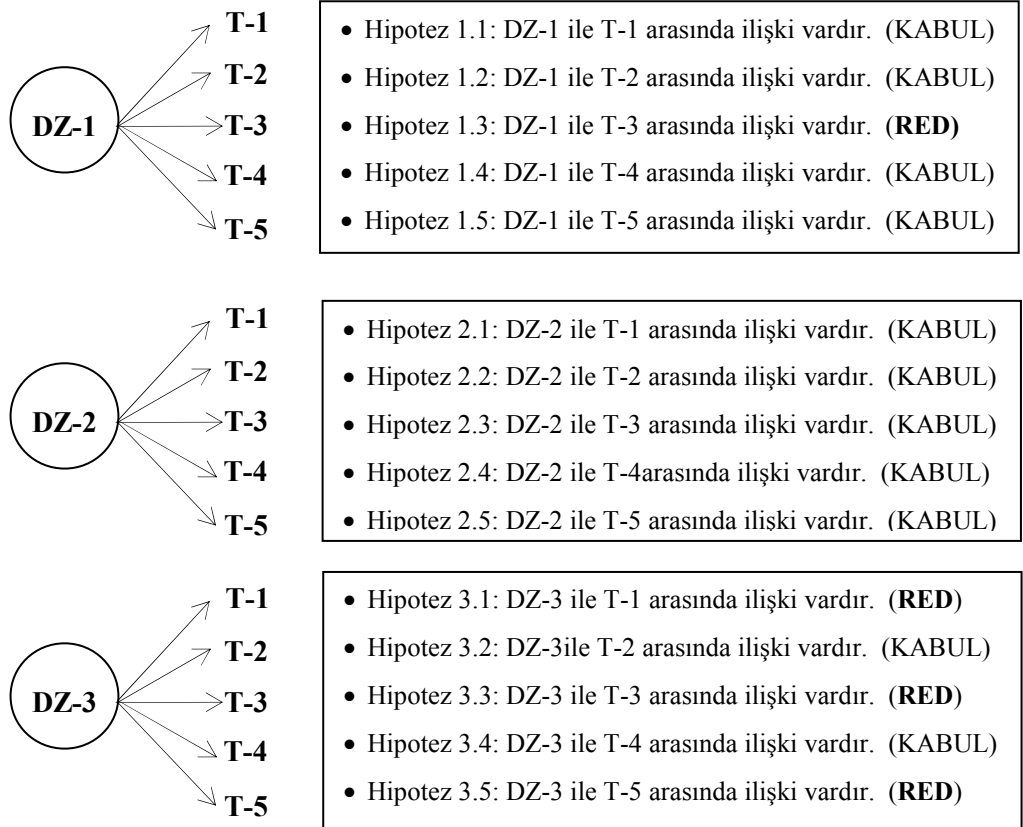 T-1
T-2
DZ-1
T-3
T-4
T-5
• Hipotez 1.1: DZ-1 ile T-1 arasında ilişki vardır. (KABUL)
• Hipotez 1.2: DZ-1 ile T-2 arasında ilişki vardır. (KABUL)
• Hipotez 1.3: DZ-1 ile T-3 arasında ilişki vardır. (RED)
• Hipotez 1.4: DZ-1 ile T-4 arasında ilişki vardır. (KABUL)
• Hipotez 1.5: DZ-1 ile T-5 arasında ilişki vardır. (KABUL)
T-1
T-2
DZ-2
T-3
T-4
T-5
• Hipotez 2.1: DZ-2 ile T-1 arasında ilişki vardır. (KABUL)
• Hipotez 2.2: DZ-2 ile T-2 arasında ilişki vardır. (KABUL)
• Hipotez 2.3: DZ-2 ile T-3 arasında ilişki vardır. (KABUL)
• Hipotez 2.4: DZ-2 ile T-4arasında ilişki vardır. (KABUL)
• Hipotez 2.5: DZ-2 ile T-5 arasında ilişki vardır. (KABUL)
T-1
T-2
DZ-3
T-3
T-4
T-5
• Hipotez 3.1: DZ-3 ile T-1 arasında ilişki vardır. (RED)
• Hipotez 3.2: DZ-3ile T-2 arasında ilişki vardır. (KABUL)
• Hipotez 3.3: DZ-3 ile T-3 arasında ilişki vardır. (RED)
• Hipotez 3.4: DZ-3 ile T-4 arasında ilişki vardır. (KABUL)
• Hipotez 3.5: DZ-3 ile T-5 arasında ilişki vardır. (RED)